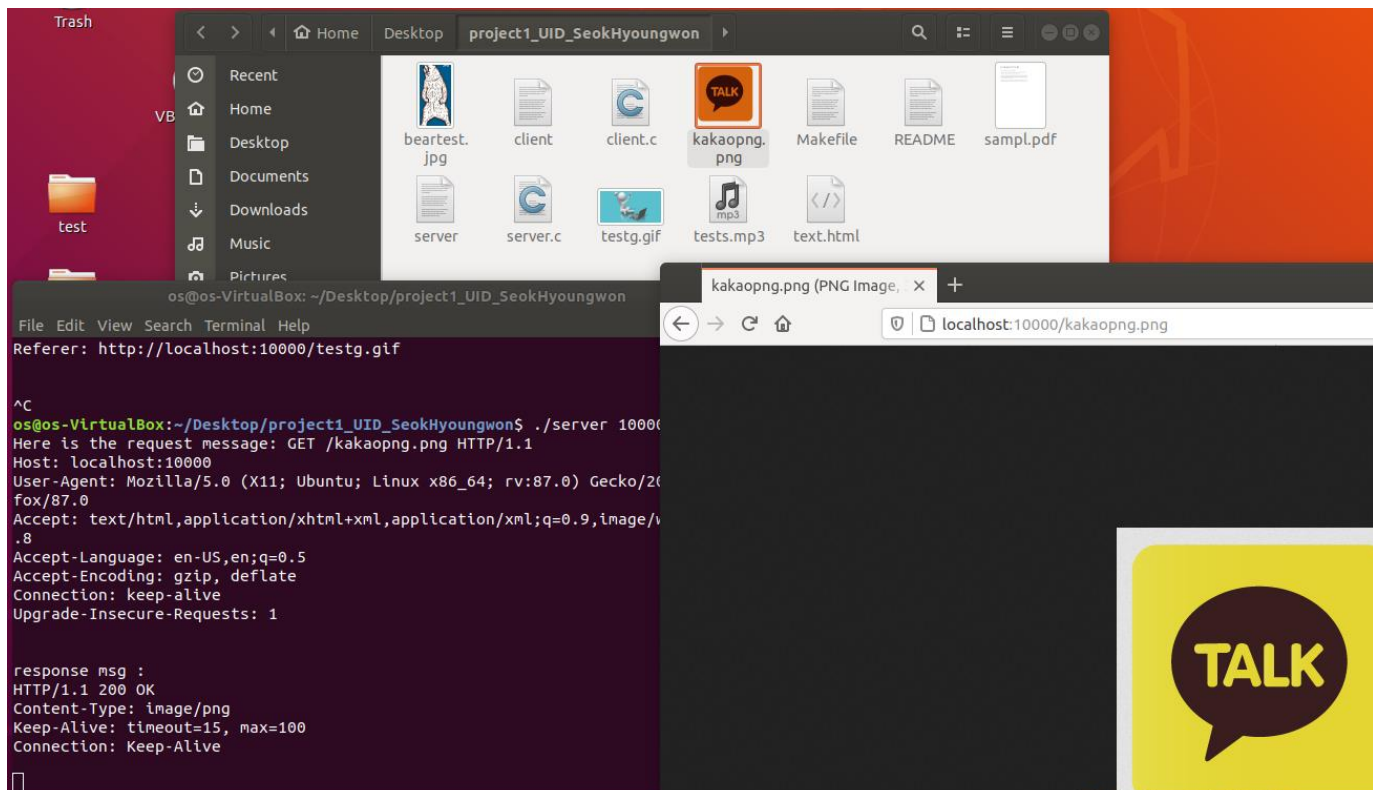 Trash
Home
Desktop
project1_UID_SeokHyoungwon
VB
test
Recent
Home
Desktop
Documents
Downloads
Music
Pictures
TALK
beartest.
jpg
client
client.c
kakaopng.
png
Makefile
README
sampl.pdf
mp3
server
server.c
testg.gif
tests.mp3
text.html
os@os-VirtualBox: ~/Desktop/project1_UID_SeokHyoungwon
File Edit View Search Terminal Help
Referer: http://localhost:10000/testg.gif
^C
os@os-VirtualBox:~/Desktop/project1_UID_SeokHyoungwon$ ./server 10000
Here is the request message: GET /kakaopng.png HTTP/1.1
Host: localhost:10000
User-Agent: Mozilla/5.0 (X11; Ubuntu; Linux x86_64; rv:87.0) Gecko/20
fox/87.0
Accept: text/html,application/xhtml+xml,application/xml;q=0.9,image/w
.8
Accept-Language: en-US,en;q=0.5
Accept-Encoding: gzip, deflate
Connection: keep-alive
Upgrade-Insecure-Requests: 1
response msg :
HTTP/1.1 200 OK
Content-Type: image/png
Keep-Alive: timeout=15, max=100
Connection: Keep-Alive
kakaopng.png (PNG Image,
localhost:10000/kakaopng.png
TALK